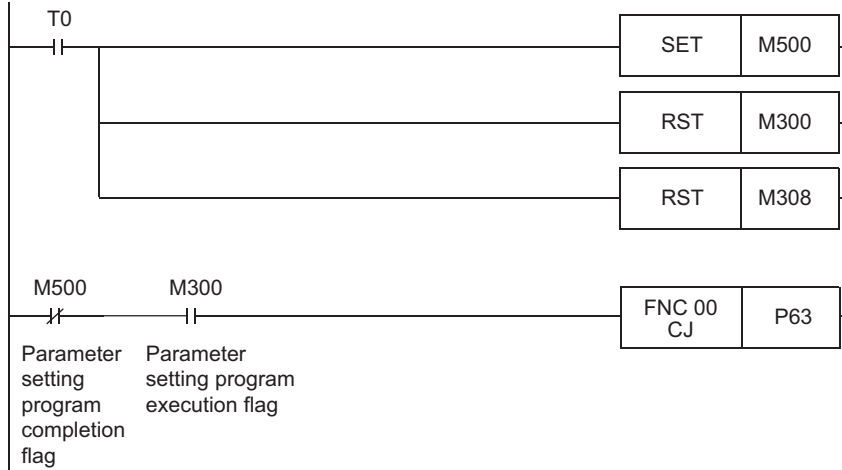 T0
SET M500
RST M300
RST M308
M500 M300
FNC 00
CJ
P63
Parameter
setting
program
completion
flag
Parameter
setting program
execution flag